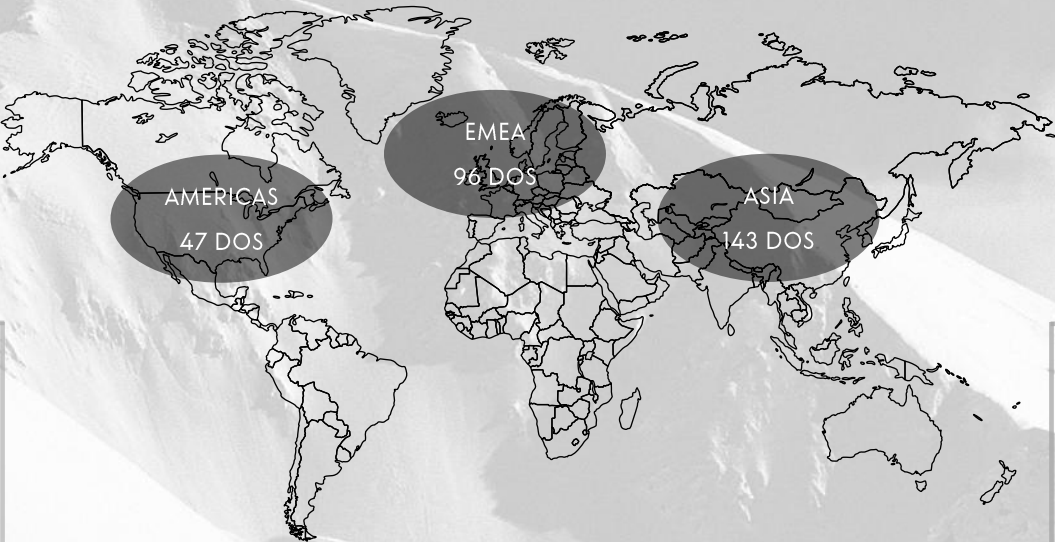 EMEA
96 DOS
AMERICAS
47 DOS
ASIA
143 DOS